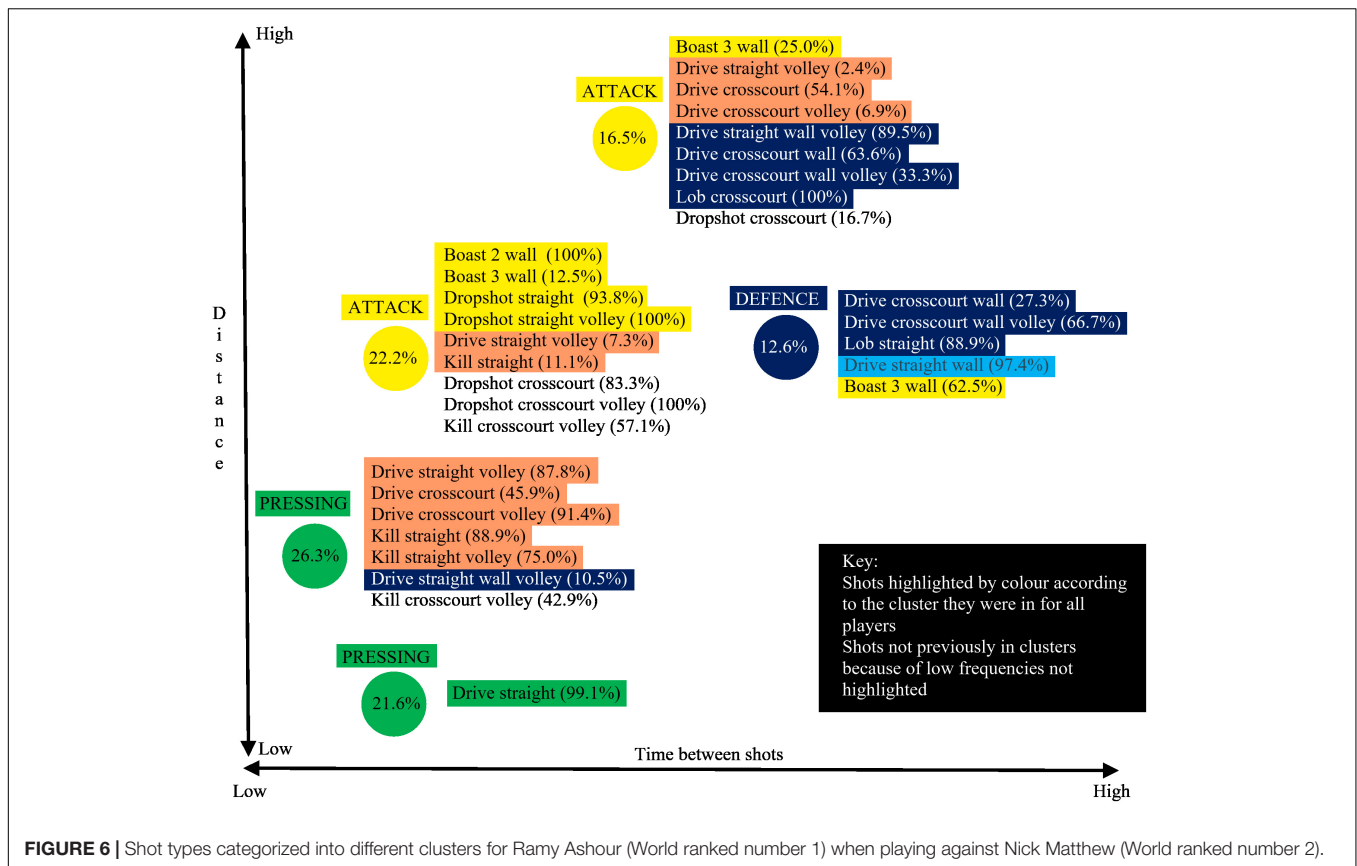 High
Boast 3 wall (25.0%)
Drive straight volley (2.4%)
ATTACK
Drive crosscourt (54.1%)
Drive crosscourt volley (6.9%)
16.5%
Drive straight wall volley (89.5%)
Drive crosscourt wall (63.6%)
Drive crosscourt wall volley (33.3%)
Lob crosscourt (100%)
Dropshot crosscourt (16.7%)
Boast 2 wall (100%)
Boast 3 wall (12.5%)
ATTACK
Dropshot straight (93.8%)
Dropshot straight volley (100%)
22.2%
Drive straight volley (7.3%)
Kill straight (11.1%)
Dropshot crosscourt (83.3%)
Dropshot crosscourt volley (100%)
Kill crosscourt volley (57.1%)
DEFENCE
Drive crosscourt wall (27.3%)
Drive crosscourt wall volley (66.7%)
12.6%
Lob straight (88.9%)
Drive straight wall (97.4%)
Boast 3 wall (62.5%)
D
i
s
t
a
n
c
e
Drive straight volley (87.8%)
PRESSING
Drive crosscourt (45.9%)
Drive crosscourt volley (91.4%)
Kill straight (88.9%)
26.3%
Kill straight volley (75.0%)
Drive straight wall volley (10.5%)
Kill crosscourt volley (42.9%)
Key:
Shots highlighted by colour according
to the cluster they were in for all
players
Shots not previously in clusters
because of low frequencies not
highlighted
PRESSING
21.6%
Drive straight (99.1%)
Low
Time between shots
Low
High
FIGURE 6 | Shot types categorized into different clusters for Ramy Ashour (World ranked number 1) when playing against Nick Matthew (World ranked number 2).